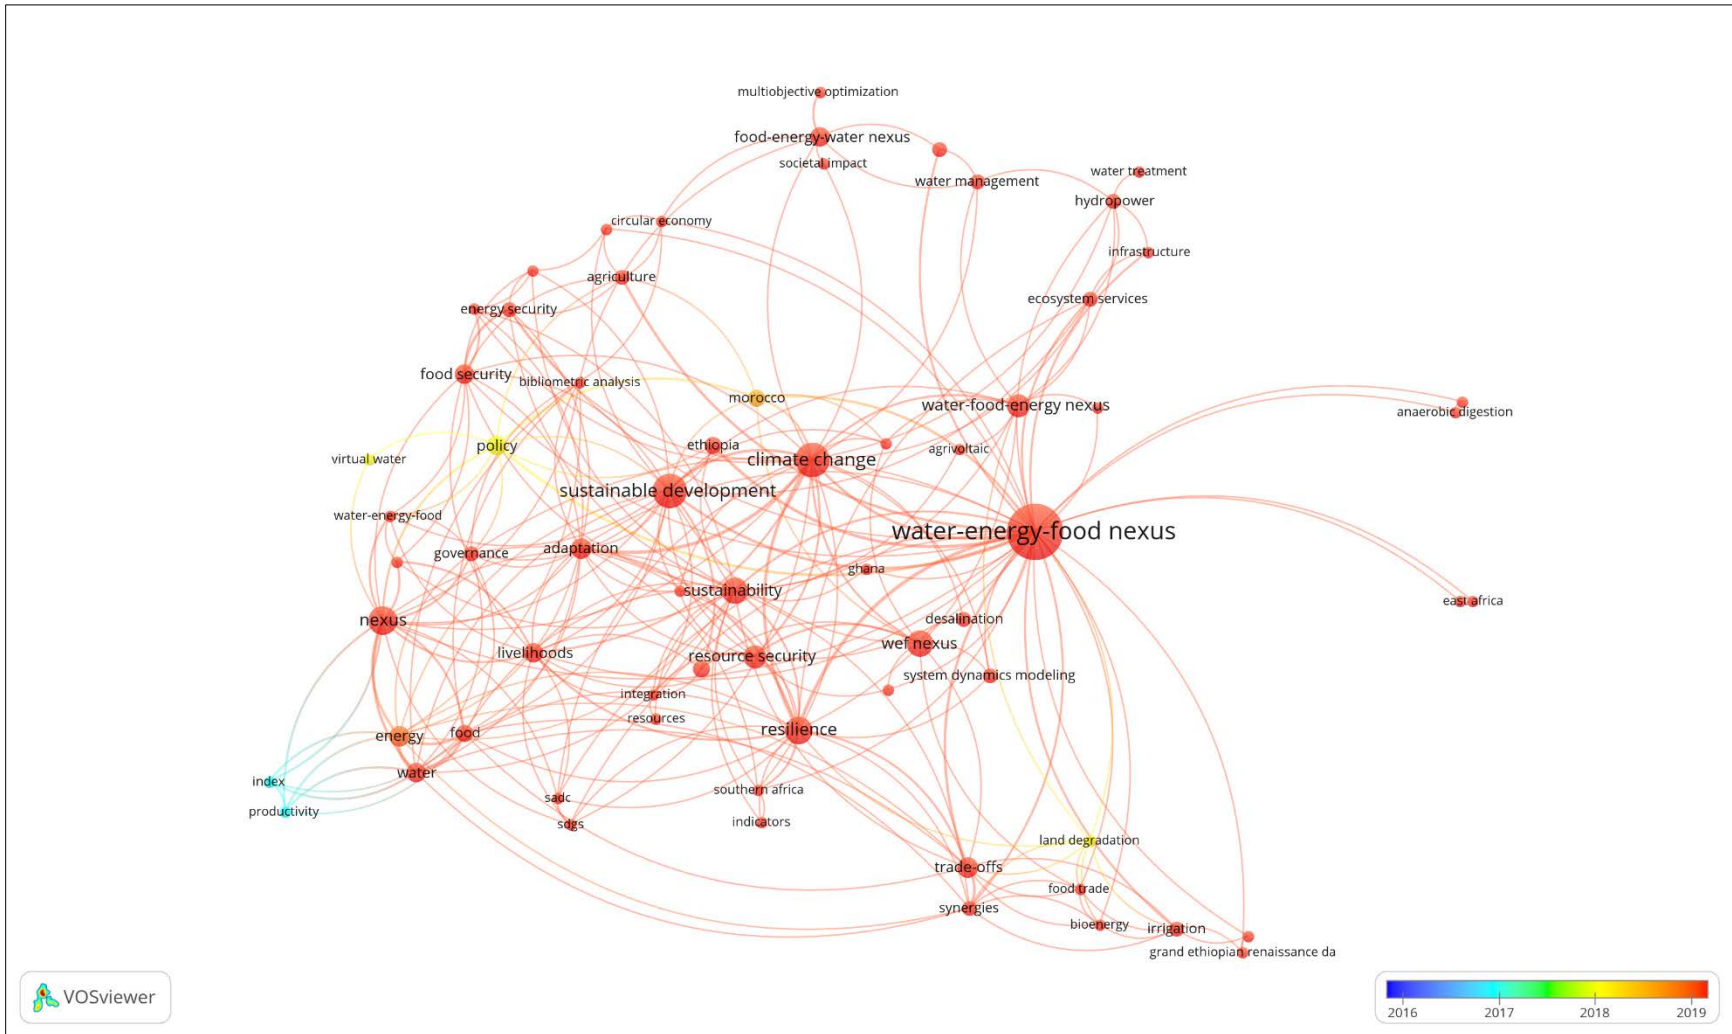 multiobjective optimization
food-energy-water nexus
societal impact
water treatment
water management
hydropower
circular economy
infrastructure
agriculture
ecosystem services
energy security
food security
bibliometric analysis
morocco
water-food-energy nexus
anaerobic digestion
policy
ethiopia
agrivoltaic
virtual water
climate change
sustainable development
water-energy-food
water-energy-food nexus
governance
adaptation
ghana
sustainability
east africa
nexus
desalination
livelihoods
resource security
wef nexus
system dynamics modeling
integration
resources
energy
food
resilience
water
index
southern africa
productivity
sadc
sdgs
indicators
land degradation
trade-offs
food trade
synergies
bioenergy
irrigation
grand ethiopian renaissance da
VOSviewer
2016 2017 2018 2019